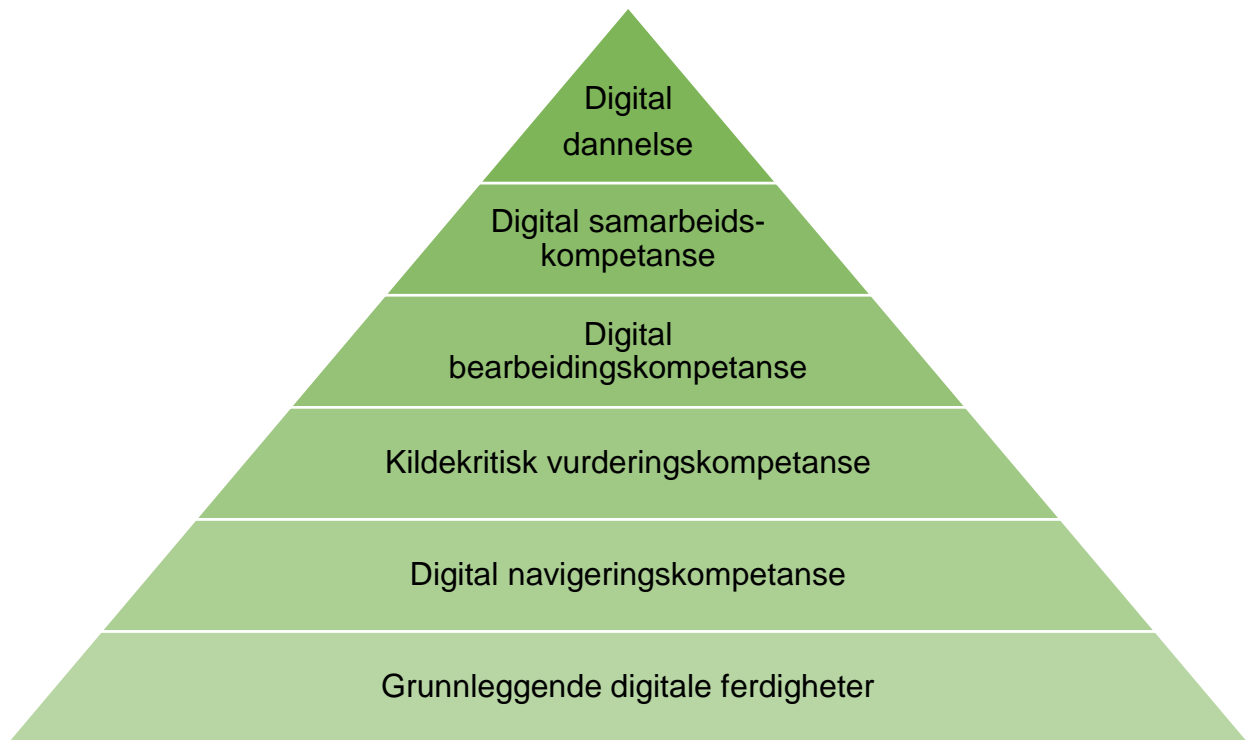 Digital
dannelse
Digital samarbeids-
kompetanse
Digital
bearbeidingskompetanse
Kildekritisk vurderingskompetanse
Digital navigeringskompetanse
Grunnleggende digitale ferdigheter